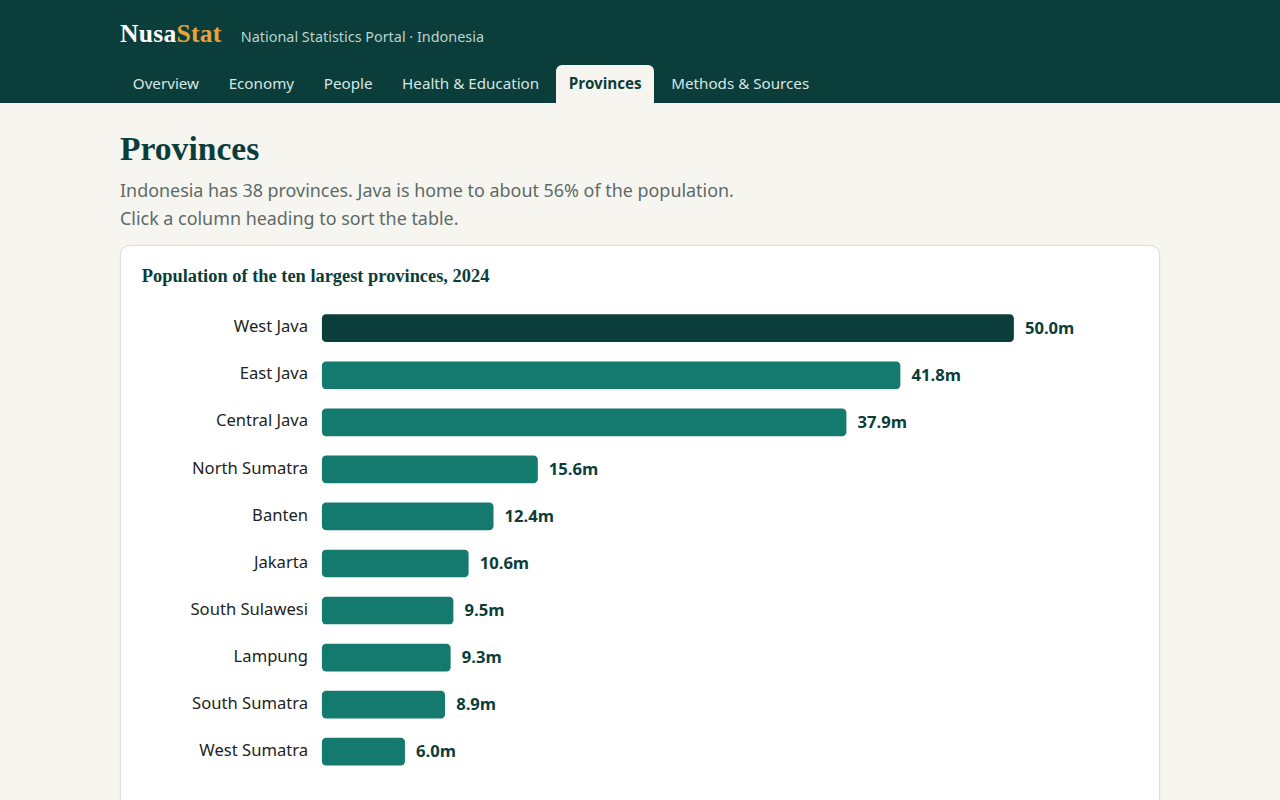 NusaStat National Statistics Portal · Indonesia
Overview Economy People Health & Education Provinces Methods & Sources
Provinces
Indonesia has 38 provinces. Java is home to about 56% of the population.
Click a column heading to sort the table.
Population of the ten largest provinces, 2024
West Java 50.0m
East Java 41.8m
Central Java 37.9m
North Sumatra 15.6m
Banten 12.4m
Jakarta 10.6m
South Sulawesi 9.5m
Lampung 9.3m
South Sumatra 8.9m
West Sumatra 6.0m